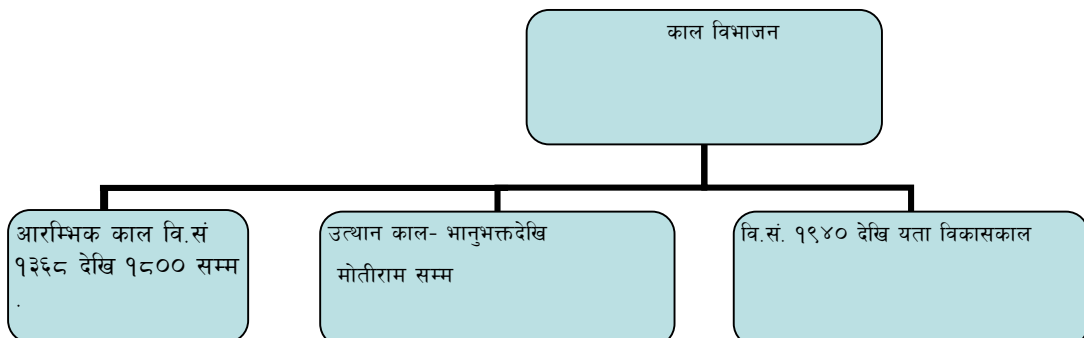 काल विभाजन
आरम्भिक काल वि.सं
१३६८ देखि १८०० सम्म
.
उत्थान काल- भानुभक्तदेखि
मोतीराम सम्म
वि.सं. १९४० देखि यता विकासकाल